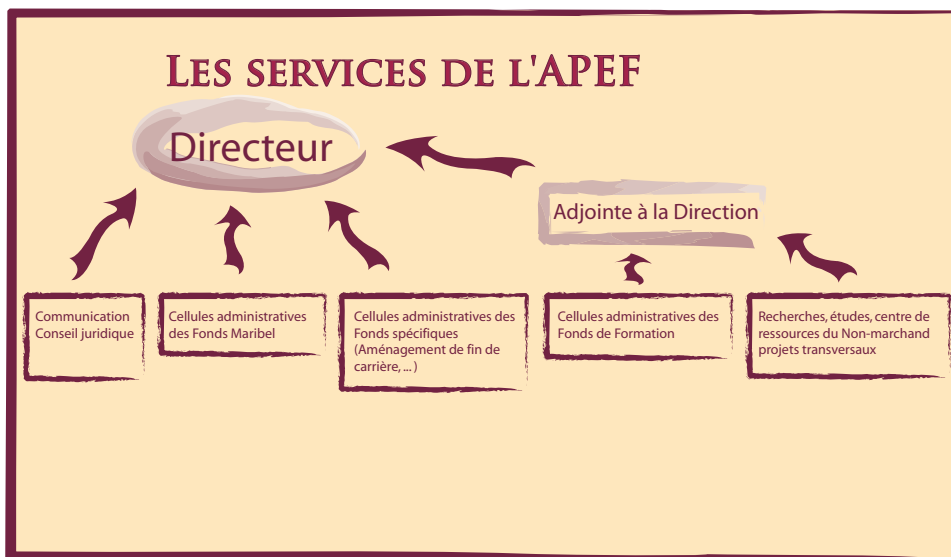 LES SERVICES DE L'APEF
Directeur
Adjointe à la Direction
Communication
Conseil juridique
Cellules administratives
des Fonds Maribel
Cellules administratives des
Fonds spécifiques
(Aménagement de fin de
carrière, ... )
Cellules administratives des
Fonds de Formation
Recherches, études, centre de
ressources du Non-marchand
projets transversaux